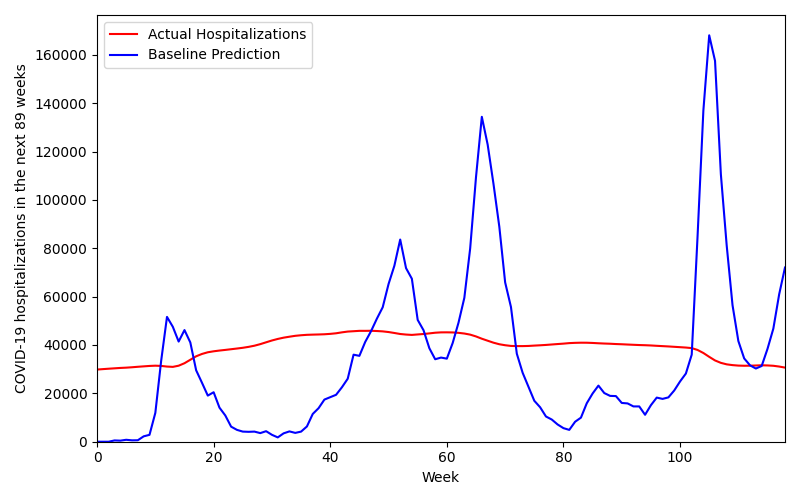 Actual Hospitalizations
Baseline Prediction
COVID-19 hospitalizations in the next 89 weeks
160000
140000
120000
100000
80000
60000
40000
20000
0
0 20 40 60 80 100
Week